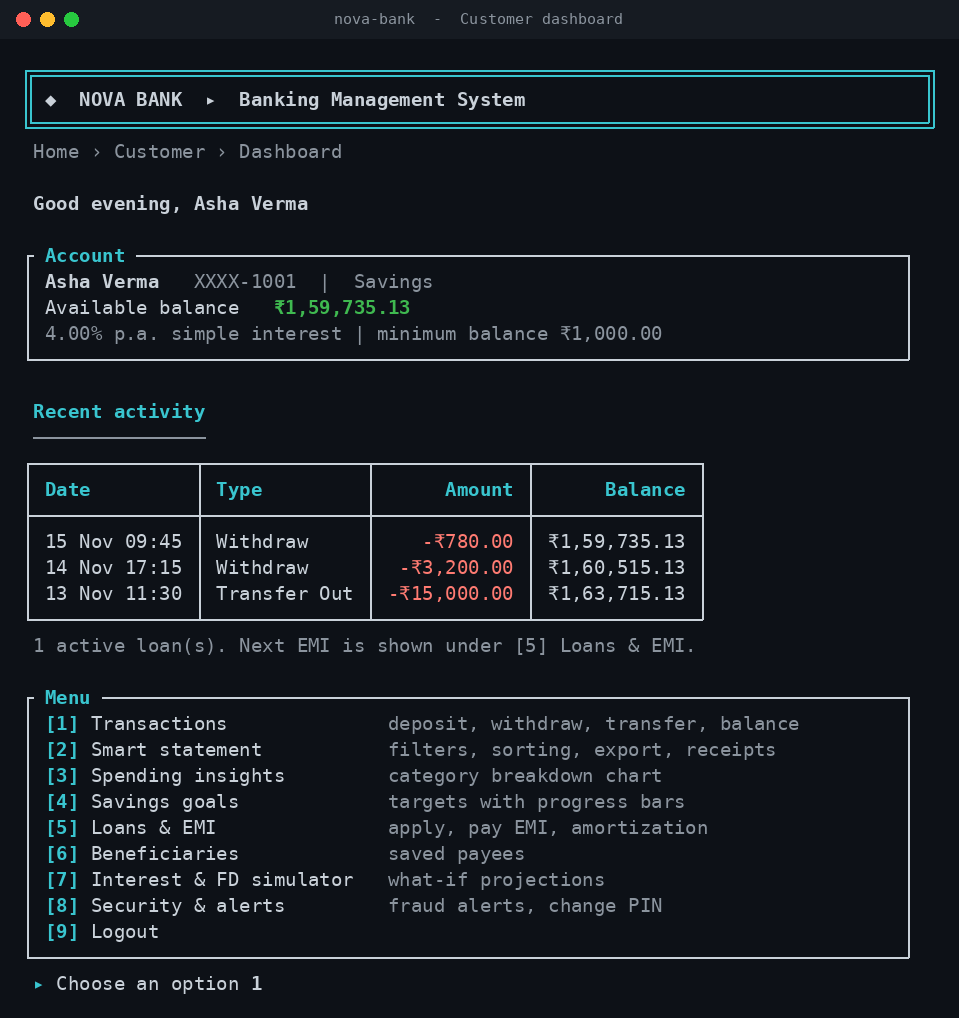 nova-bank - Customer dashboard
◆ NOVA BANK ▸ Banking Management System
Home › Customer › Dashboard
Good evening, Asha Verma
Account
Asha Verma XXXX-1001 | Savings
Available balance ₹1,59,735.13
4.00% p.a. simple interest | minimum balance ₹1,000.00
Recent activity
Date Type Amount Balance
15 Nov 09:45 Withdraw -₹780.00 ₹1,59,735.13
14 Nov 17:15 Withdraw -₹3,200.00 ₹1,60,515.13
13 Nov 11:30 Transfer Out -₹15,000.00 ₹1,63,715.13
1 active loan(s). Next EMI is shown under [5] Loans & EMI.
Menu
[1] Transactions deposit, withdraw, transfer, balance
[2] Smart statement filters, sorting, export, receipts
[3] Spending insights category breakdown chart
[4] Savings goals targets with progress bars
[5] Loans & EMI apply, pay EMI, amortization
[6] Beneficiaries saved payees
[7] Interest & FD simulator what-if projections
[8] Security & alerts fraud alerts, change PIN
[9] Logout
▸ Choose an option 1